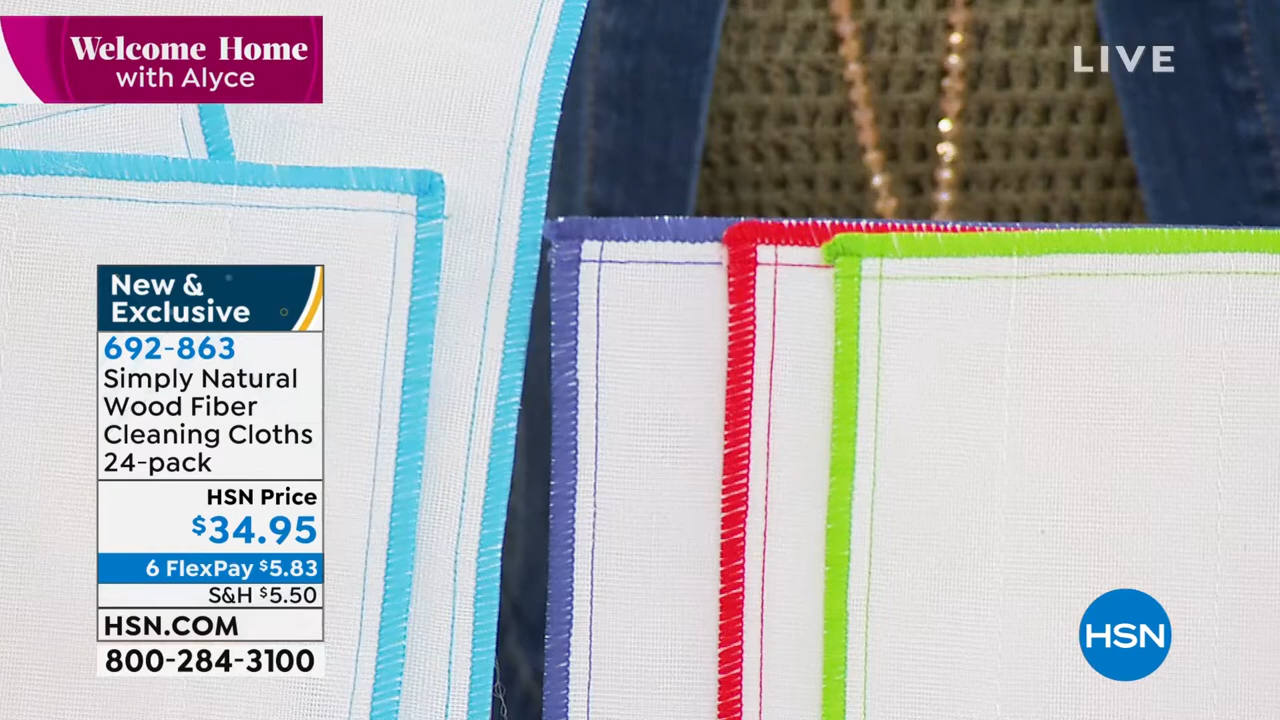 Welcome Home
with Alyce
LIVE
New &
Exclusive
692-863
Simply Natural
Wood Fiber
Cleaning Cloths
24-pack
HSN Price
$34.95
6 FlexPay $5.83
S&H $5.50
HSN.COM
800-284-3100
HSN